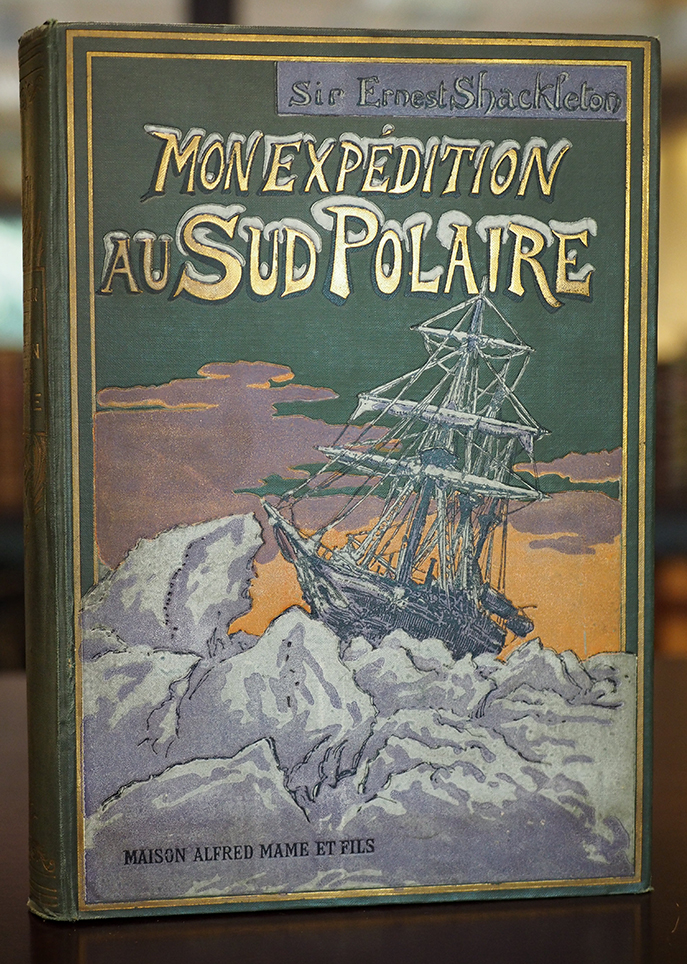 Sir Ernest Shackleton
MON EXPÉDITION
AU SUD POLAIRE
MAISON ALFRED MAME ET FILS